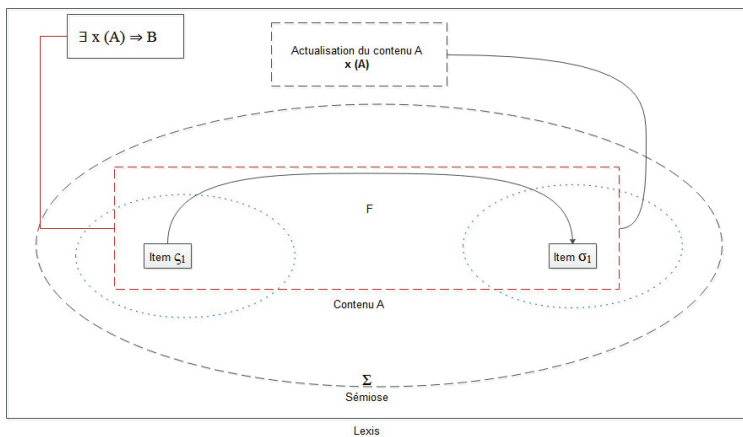 ∃ x (A) ⇒ B
Actualisation du contenu A
x (A)
F
Item ς1
Item σ1
Contenu A
Σ
Sémiose
Lexis